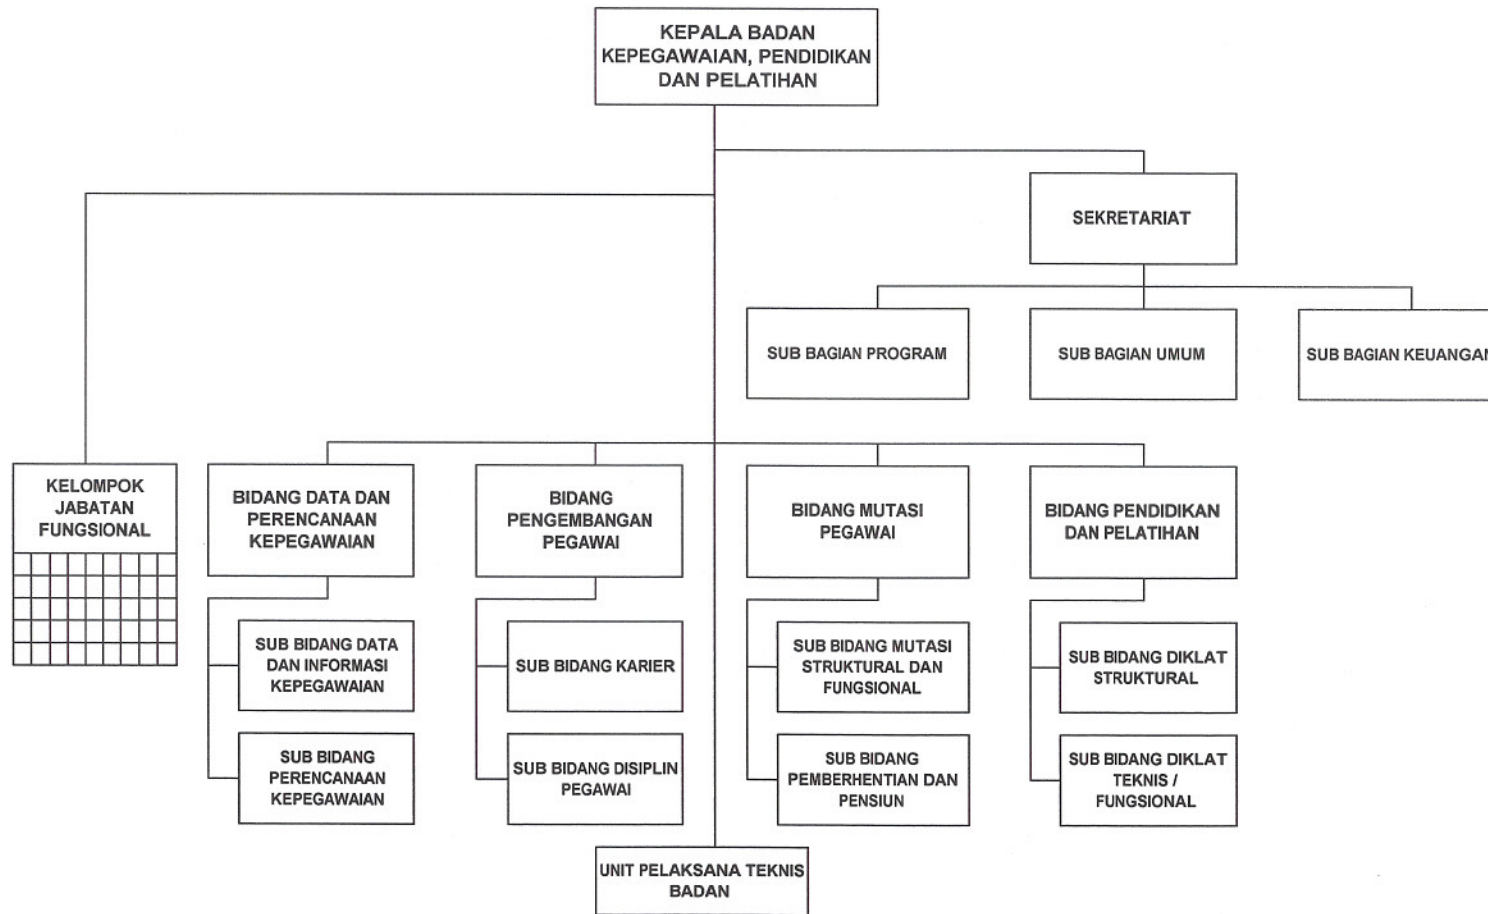 KEPALA BADAN
KEPEGAWAIAN, PENDIDIKAN
DAN PELATIHAN
SEKRETARIAT
SUB BAGIAN PROGRAM
SUB BAGIAN UMUM
SUB BAGIAN KEUANGAN
KELOMPOK
JABATAN
FUNGSIONAL
BIDANG DATA DAN
PERENCANAAN
KEPEGAWAIAN
BIDANG
PENGEMBANGAN
PEGAWAI
BIDANG MUTASI
PEGAWAI
BIDANG PENDIDIKAN
DAN PELATIHAN
SUB BIDANG DATA
DAN INFORMASI
KEPEGAWAIAN
SUB BIDANG KARIER
SUB BIDANG MUTASI
STRUKTURAL DAN
FUNGSIONAL
SUB BIDANG DIKLAT
STRUKTURAL
SUB BIDANG
PERENCANAAN
KEPEGAWAIAN
SUB BIDANG DISIPLIN
PEGAWAI
SUB BIDANG
PEMBERHENTIAN DAN
PENSIUN
SUB BIDANG DIKLAT
TEKNIS /
FUNGSIONAL
UNIT PELAKSANA TEKNIS
BADAN